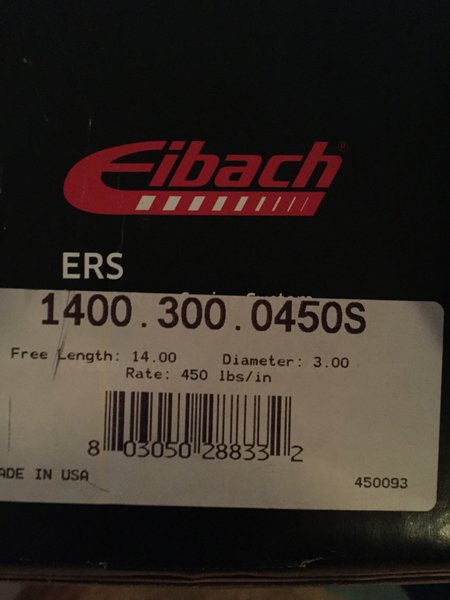 Eibach®
ERS
1400.300.0450S
Free Length: 14.00 Diameter: 3.00
Rate: 450 lbs/in
8 03050 28833 2
ADE IN USA
450093